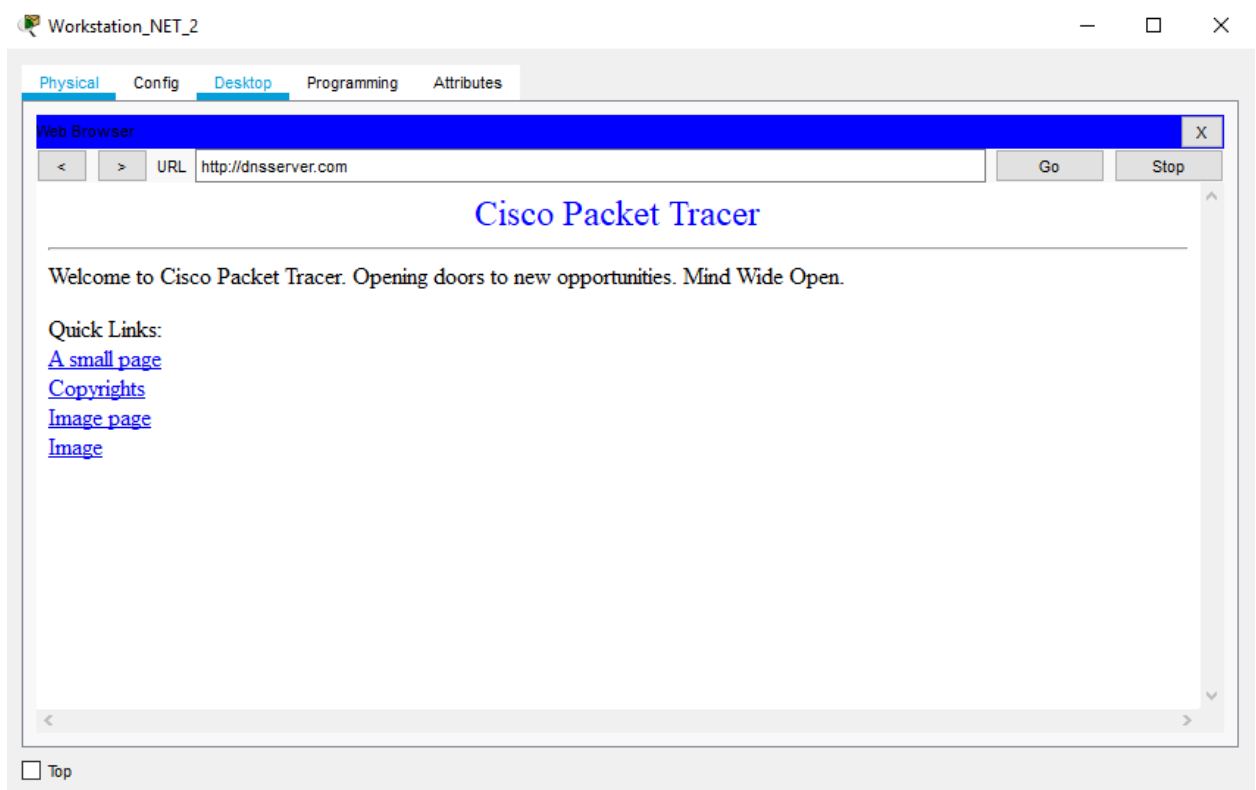 Workstation_NET_2
Physical Config Desktop Programming Attributes
Web Browser X
< > URL http://dnsserver.com Go Stop
Cisco Packet Tracer
Welcome to Cisco Packet Tracer. Opening doors to new opportunities. Mind Wide Open.
Quick Links:
A small page
Copyrights
Image page
Image
Top